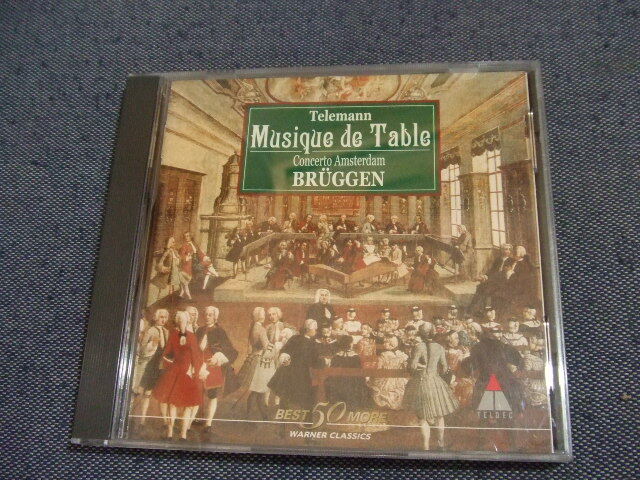 Telemann
Musique de Table
Concerto Amsterdam
BRÜGGEN
BEST 50 MORE
WARNER CLASSICS
TELDEC